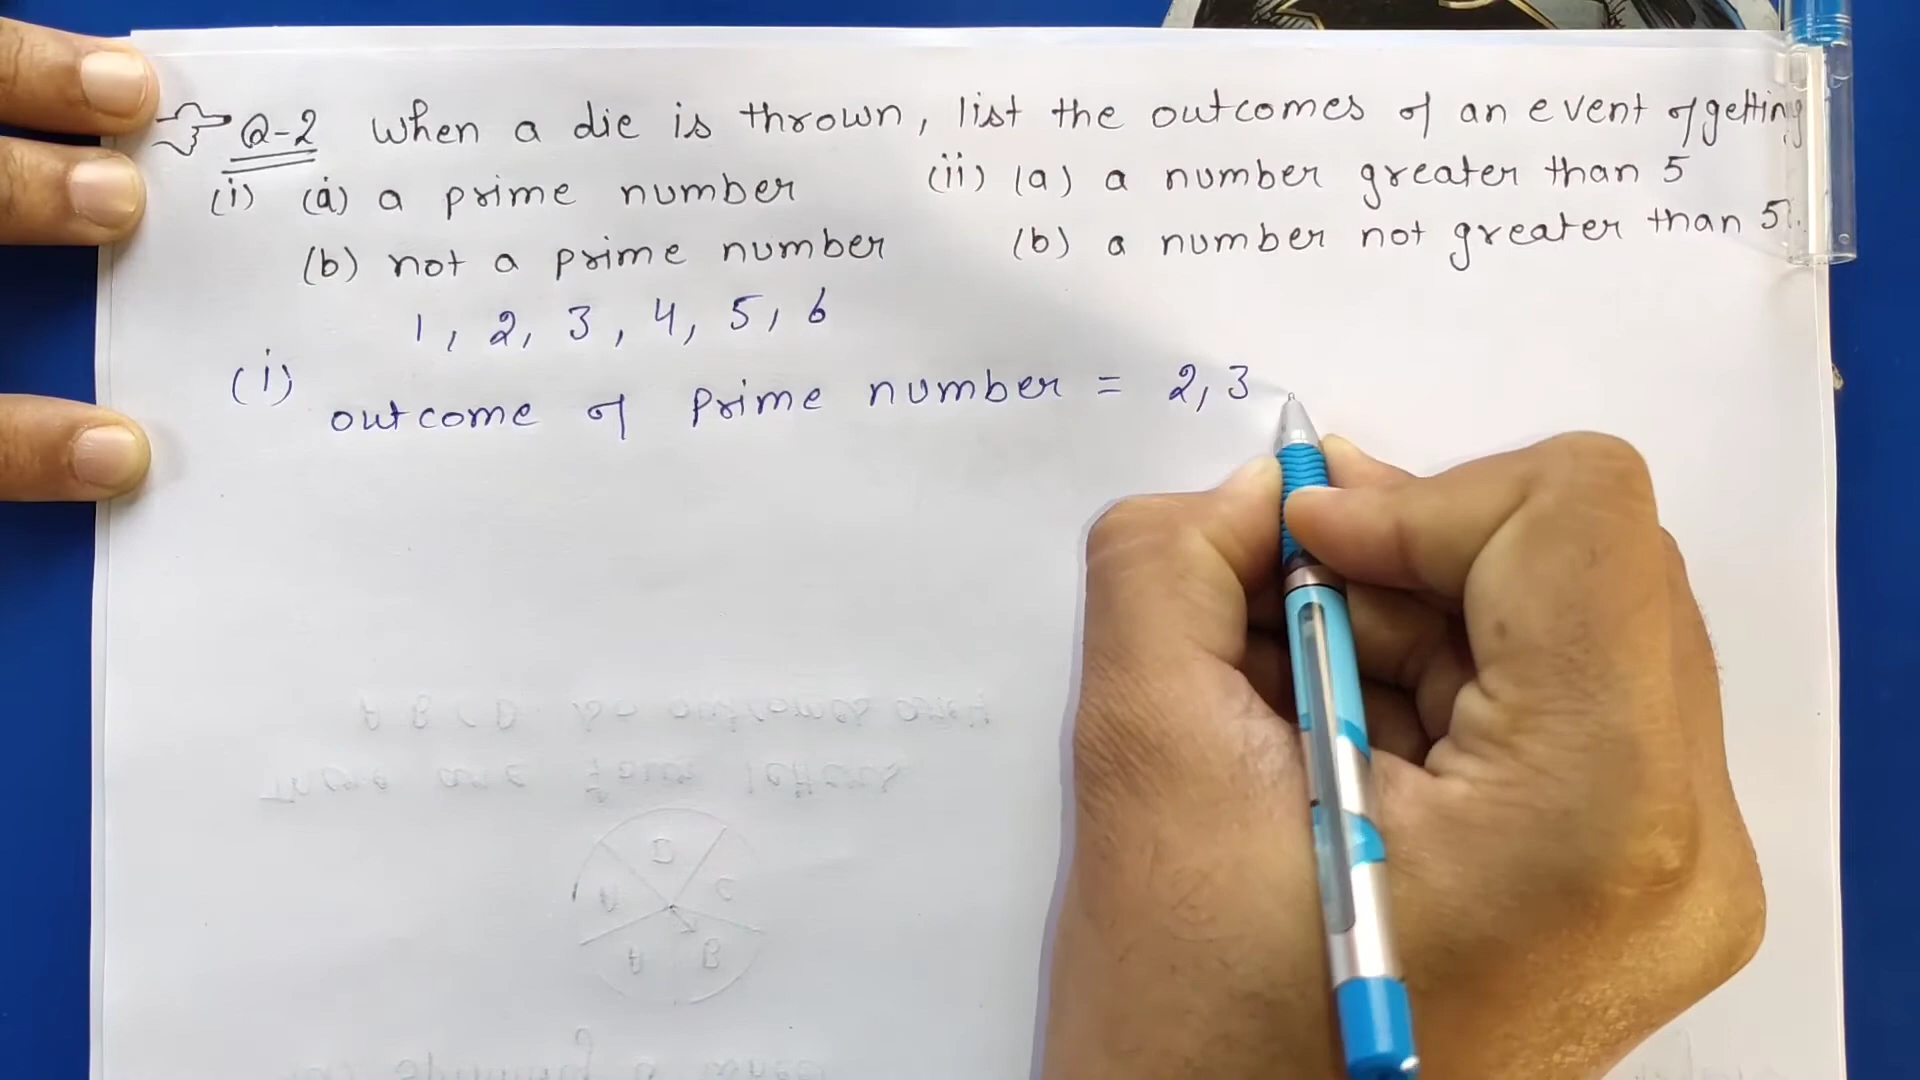 Q-2 When a die is thrown, list the outcomes of an event of getting
(i) (a) a prime number (ii) (a) a number greater than 5
(b) not a prime number (b) a number not greater than 5.
1, 2, 3, 4, 5, 6
(i) outcome of Prime number = 2, 3